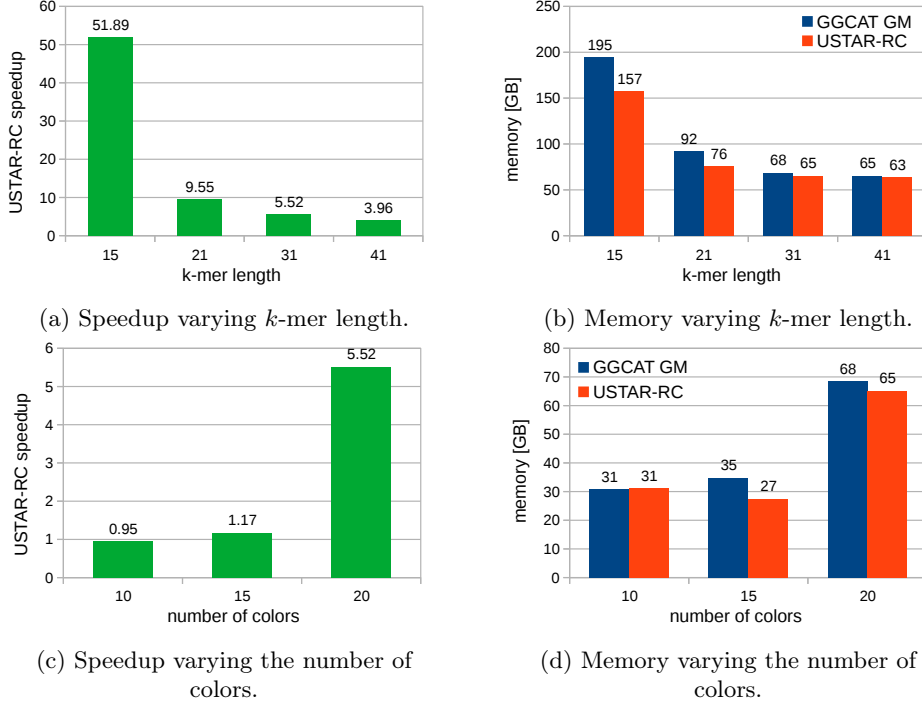 60
50
40
30
20
10
0
USTAR-RC speedup
51.89
9.55
5.52
3.96
15 21 31 41
k-mer length
(a) Speedup varying k-mer length.
250
200
150
100
50
0
memory [GB]
GGCAT GM
USTAR-RC
195
157
92
76
68
65
65
63
15 21 31 41
k-mer length
(b) Memory varying k-mer length.
6
5
4
3
2
1
0
USTAR-RC speedup
0.95
1.17
5.52
10 15 20
number of colors
(c) Speedup varying the number of
colors.
80
70
60
50
40
30
20
10
0
memory [GB]
GGCAT GM
USTAR-RC
31
31
35
27
68
65
10 15 20
number of colors
(d) Memory varying the number of
colors.